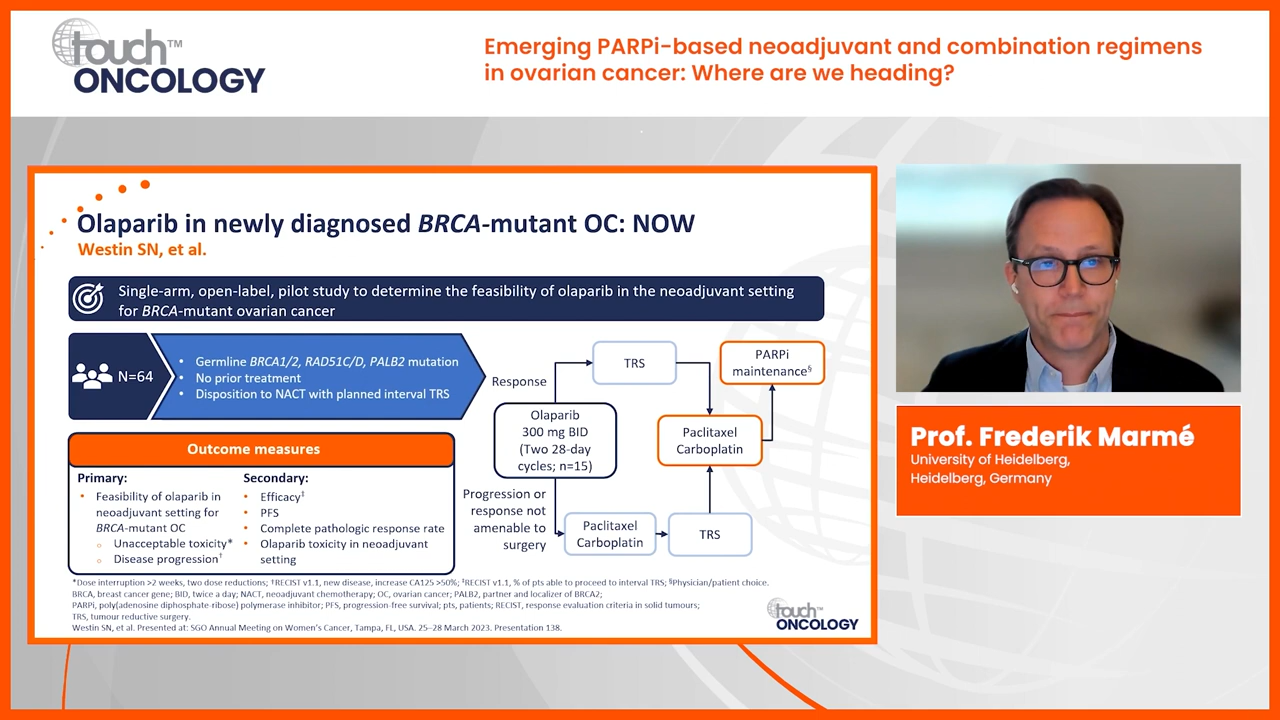 touch™
ONCOLOGY
Emerging PARPi-based neoadjuvant and combination regimens
in ovarian cancer: Where are we heading?
Olaparib in newly diagnosed BRCA-mutant OC: NOW
Westin SN, et al.
Single-arm, open-label, pilot study to determine the feasibility of olaparib in the neoadjuvant setting
for BRCA-mutant ovarian cancer
N=64
• Germline BRCA1/2, RAD51C/D, PALB2 mutation
• No prior treatment
• Disposition to NACT with planned interval TRS
Outcome measures
Primary:
• Feasibility of olaparib in
neoadjuvant setting for
BRCA-mutant OC
○ Unacceptable toxicity*
○ Disease progression†
Secondary:
• Efficacy‡
• PFS
• Complete pathologic response rate
• Olaparib toxicity in neoadjuvant
setting
Response
TRS
PARPi
maintenance§
Olaparib
300 mg BID
(Two 28-day
cycles; n=15)
Paclitaxel
Carboplatin
Progression or
response not
amenable to
surgery
Paclitaxel
Carboplatin
TRS
*Dose interruption >2 weeks, two dose reductions; †RECIST v1.1, new disease, increase CA125 >50%; ‡RECIST v1.1, % of pts able to proceed to interval TRS; §Physician/patient choice.
BRCA, breast cancer gene; BID, twice a day; NACT, neoadjuvant chemotherapy; OC, ovarian cancer; PALB2, partner and localizer of BRCA2;
PARPi, poly(adenosine diphosphate-ribose) polymerase inhibitor; PFS, progression-free survival; pts, patients; RECIST, response evaluation criteria in solid tumours;
TRS, tumour reductive surgery.
Westin SN, et al. Presented at: SGO Annual Meeting on Women's Cancer, Tampa, FL, USA. 25–28 March 2023. Presentation 138.
touch™
ONCOLOGY
Prof. Frederik Marmé
University of Heidelberg,
Heidelberg, Germany